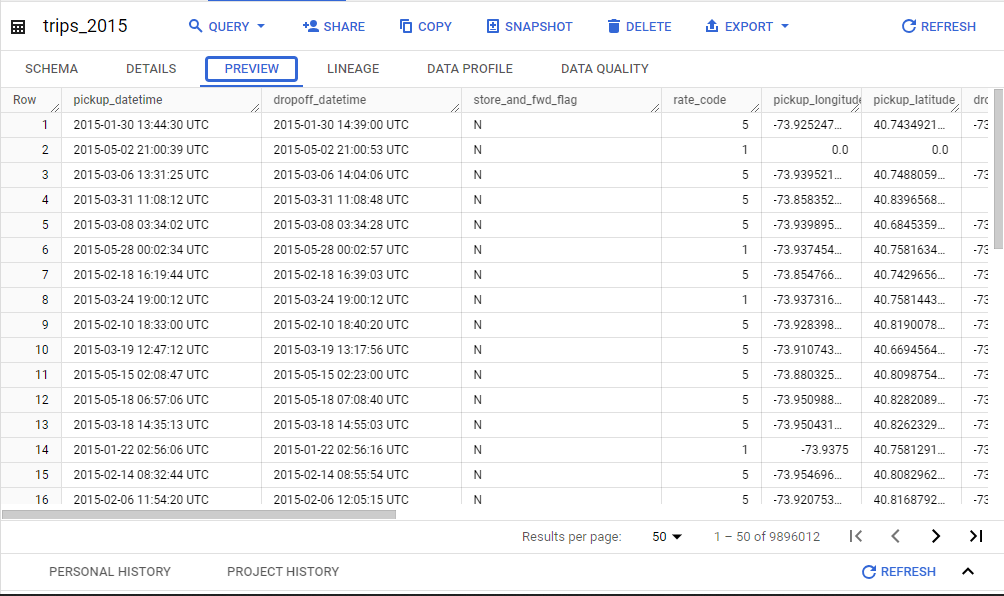 trips_2015 QUERY SHARE COPY SNAPSHOT DELETE EXPORT REFRESH
SCHEMA DETAILS PREVIEW LINEAGE DATA PROFILE DATA QUALITY
Row pickup_datetime dropoff_datetime store_and_fwd_flag rate_code pickup_longitude pickup_latitude dro
1 2015-01-30 13:44:30 UTC 2015-01-30 14:39:00 UTC N 5 -73.925247... 40.7434921... -73
2 2015-05-02 21:00:39 UTC 2015-05-02 21:00:53 UTC N 1 0.0 0.0
3 2015-03-06 13:31:25 UTC 2015-03-06 14:04:06 UTC N 5 -73.939521... 40.7488059... -73
4 2015-03-31 11:08:12 UTC 2015-03-31 11:08:48 UTC N 5 -73.858352... 40.8396568...
5 2015-03-08 03:34:02 UTC 2015-03-08 03:34:28 UTC N 5 -73.939895... 40.6845359... -73
6 2015-05-28 00:02:34 UTC 2015-05-28 00:02:57 UTC N 1 -73.937454... 40.7581634... -73
7 2015-02-18 16:19:44 UTC 2015-02-18 16:39:03 UTC N 5 -73.854766... 40.7429656... -73
8 2015-03-24 19:00:12 UTC 2015-03-24 19:00:12 UTC N 1 -73.937316... 40.7581443... -73
9 2015-02-10 18:33:00 UTC 2015-02-10 18:40:20 UTC N 5 -73.928398... 40.8190078... -73
10 2015-03-19 12:47:12 UTC 2015-03-19 13:17:56 UTC N 5 -73.910743... 40.6694564... -73
11 2015-05-15 02:08:47 UTC 2015-05-15 02:23:00 UTC N 5 -73.880325... 40.8098754... -73
12 2015-05-18 06:57:06 UTC 2015-05-18 07:08:40 UTC N 5 -73.950988... 40.8282089... -73
13 2015-03-18 14:35:13 UTC 2015-03-18 14:55:03 UTC N 5 -73.950431... 40.8262329... -73
14 2015-01-22 02:56:06 UTC 2015-01-22 02:56:16 UTC N 1 -73.9375 40.7581291... -73
15 2015-02-14 08:32:44 UTC 2015-02-14 08:55:54 UTC N 5 -73.954696... 40.8082962... -73
16 2015-02-06 11:54:20 UTC 2015-02-06 12:05:15 UTC N 5 -73.920753... 40.8168792... -73
Results per page: 50 1 – 50 of 9896012
PERSONAL HISTORY PROJECT HISTORY REFRESH